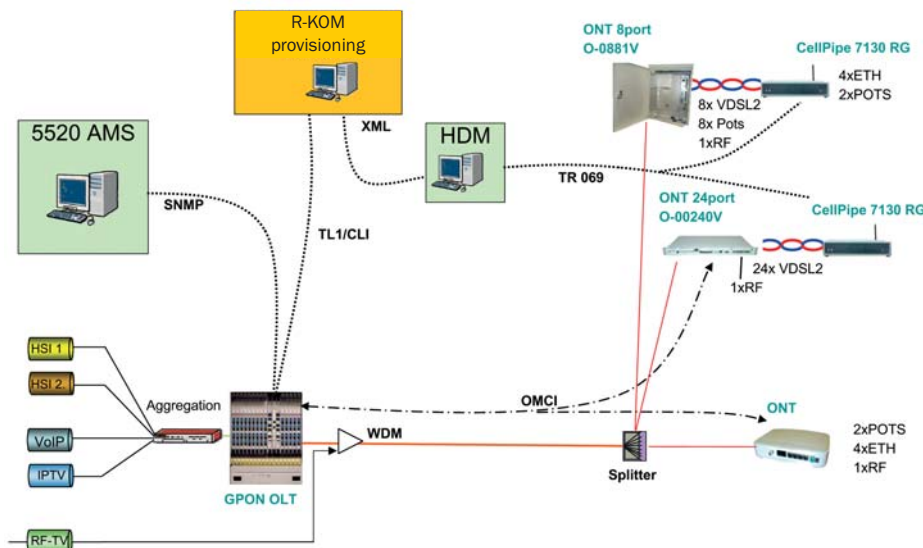 R-KOM
provisioning
XML
5520 AMS
SNMP
TL1/CLI
HDM
TR 069
ONT 8port
O-0881V
8x VDSL2
8x Pots
1xRF
CellPipe 7130 RG
4xETH
2xPOTS
ONT 24port
O-00240V
1xRF
24x VDSL2
CellPipe 7130 RG
HSI 1
HSI 2.
VoIP
IPTV
RF-TV
Aggregation
GPON OLT
WDM
OMCI
Splitter
ONT
2xPOTS
4xETH
1xRF